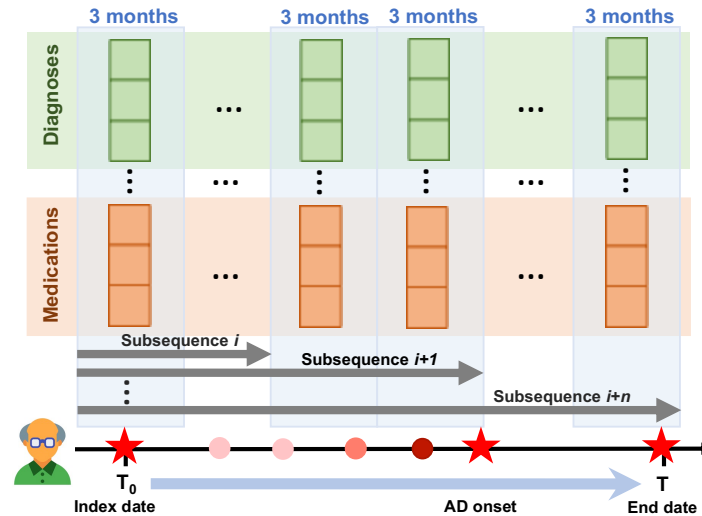 3 months 3 months 3 months 3 months
Diagnoses
... ...
... ...
Medications
... ...
Subsequence i
Subsequence i+1
Subsequence i+n
T0 T
Index date AD onset End date